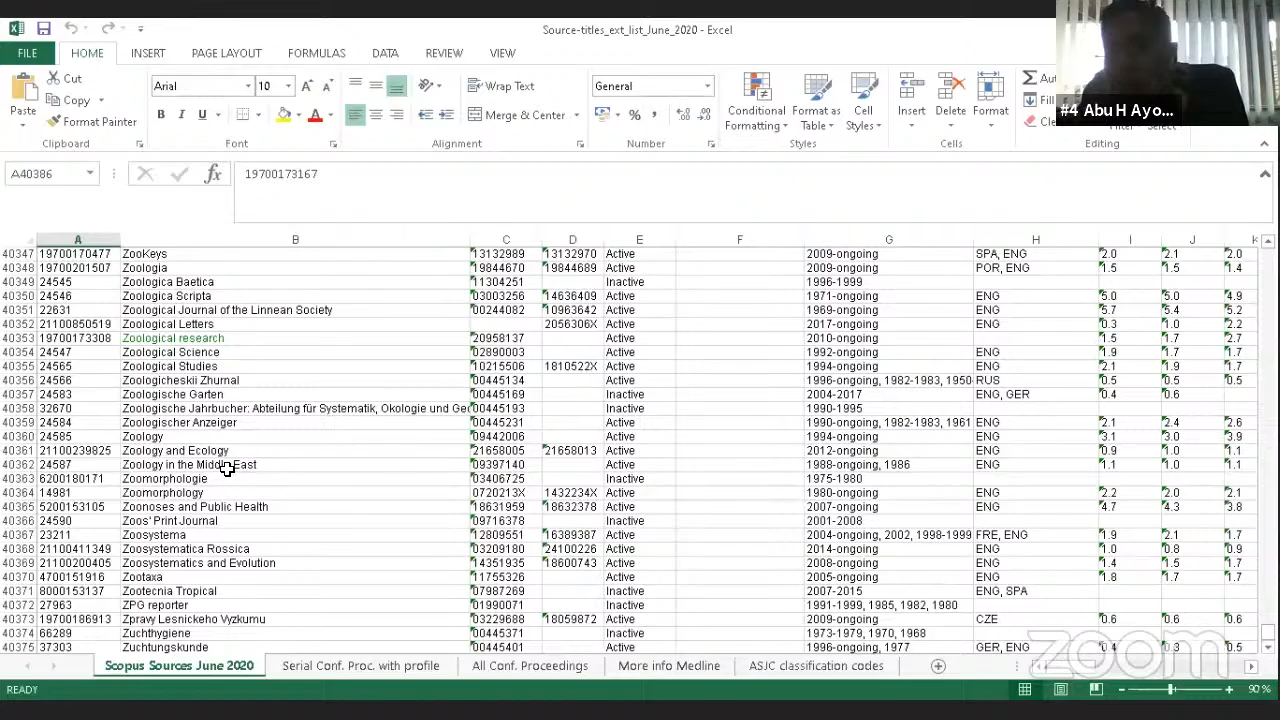 Source-titles_ext_list_June_2020 - Excel
FILE HOME INSERT PAGE LAYOUT FORMULAS DATA REVIEW VIEW
Paste Cut Copy Format Painter Clipboard
Arial 10 B I U Font
Wrap Text Merge & Center Alignment
General % Number
Conditional Formatting Format as Table Cell Styles Styles
Insert Delete Format Cells
Editing
#4 Abu H Ayo...
A40386 fx 19700173167
A B C D E F G H I J
40347 19700170477 ZooKeys 13132989 13132970 Active 2009-ongoing SPA, ENG 2.0 2.1 2.0
40348 19700201507 Zoologia 19844670 19844689 Active 2009-ongoing POR, ENG 1.5 1.5 1.4
40349 24545 Zoologica Baetica 11304251 Inactive 1996-1999
40350 24546 Zoologica Scripta 03003256 14636409 Active 1971-ongoing ENG 5.0 5.0 4.9
40351 22631 Zoological Journal of the Linnean Society 00244082 10963642 Active 1969-ongoing ENG 5.7 5.4 5.2
40352 21100850519 Zoological Letters 2056306X Active 2017-ongoing ENG 0.3 1.0 2.2
40353 19700173308 Zoological research 20958137 Active 2010-ongoing 1.5 1.7 2.7
40354 24547 Zoological Science 02890003 Active 1992-ongoing ENG 1.9 1.7 1.7
40355 24565 Zoological Studies 10215506 1810522X Active 1994-ongoing ENG 2.1 1.9 1.7
40356 24566 Zoologicheskii Zhurnal 00445134 Active 1996-ongoing, 1982-1983, 1950 RUS 0.5 0.5 0.5
40357 24583 Zoologische Garten 00445169 Inactive 2004-2017 ENG, GER 0.4 0.6
40358 32670 Zoologische Jahrbucher: Abteilung für Systematik, Okologie und Geo 00445193 Inactive 1990-1995
40359 24584 Zoologischer Anzeiger 00445231 Active 1990-ongoing, 1982-1983, 1961 ENG 2.1 2.4 2.6
40360 24585 Zoology 09442006 Active 1994-ongoing ENG 3.1 3.0 3.9
40361 21100239825 Zoology and Ecology 21658005 21658013 Active 2012-ongoing ENG 0.9 1.0 1.1
40362 24587 Zoology in the Middle East 09397140 Active 1988-ongoing, 1986 ENG 1.1 1.0 1.1
40363 6200180171 Zoomorphologie 03406725 Inactive 1975-1980
40364 14981 Zoomorphology 0720213X 1432234X Active 1980-ongoing ENG 2.2 2.0 2.1
40365 5200153105 Zoonoses and Public Health 18631959 18632378 Active 2007-ongoing ENG 4.7 4.3 3.8
40366 24590 Zoos' Print Journal 09716378 Inactive 2001-2008
40367 23211 Zoosystema 12809551 16389387 Active 2004-ongoing, 2002, 1998-1999 FRE, ENG 1.9 2.1 1.7
40368 21100411349 Zoosystematica Rossica 03209180 24100226 Active 2014-ongoing ENG 1.0 0.8 0.9
40369 21100200405 Zoosystematics and Evolution 14351935 18600743 Active 2008-ongoing ENG 1.4 1.5 1.7
40370 4700151916 Zootaxa 11755326 Active 2005-ongoing ENG 1.8 1.7 1.7
40371 8000153137 Zootecnia Tropical 07987269 Inactive 2007-2015 ENG, SPA
40372 27963 ZPG reporter 01990071 Inactive 1991-1999, 1985, 1982, 1980
40373 19700186913 Zpravy Lesnickeho Vyzkumu 03229688 18059872 Active 2009-ongoing CZE 0.6 0.6 0.6
40374 66289 Zuchthygiene 00445371 Inactive 1973-1979, 1970, 1968
40375 37303 Zuchtungskunde 00445401 Active 1996-ongoing, 1977 GER, ENG 0.4 0.3 0.5
Scopus Sources June 2020 Serial Conf. Proc. with profile All Conf. Proceedings More info Medline ASJC classification codes
zoom
READY 90%